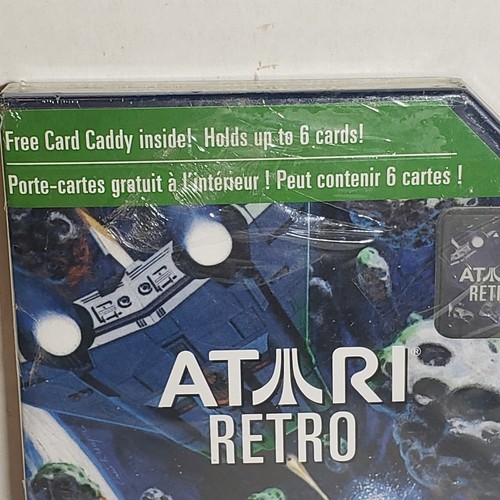 Free Card Caddy inside! Holds up to 6 cards!
Porte-cartes gratuit à l'intérieur ! Peut contenir 6 cartes !
ATARI®
RETRO